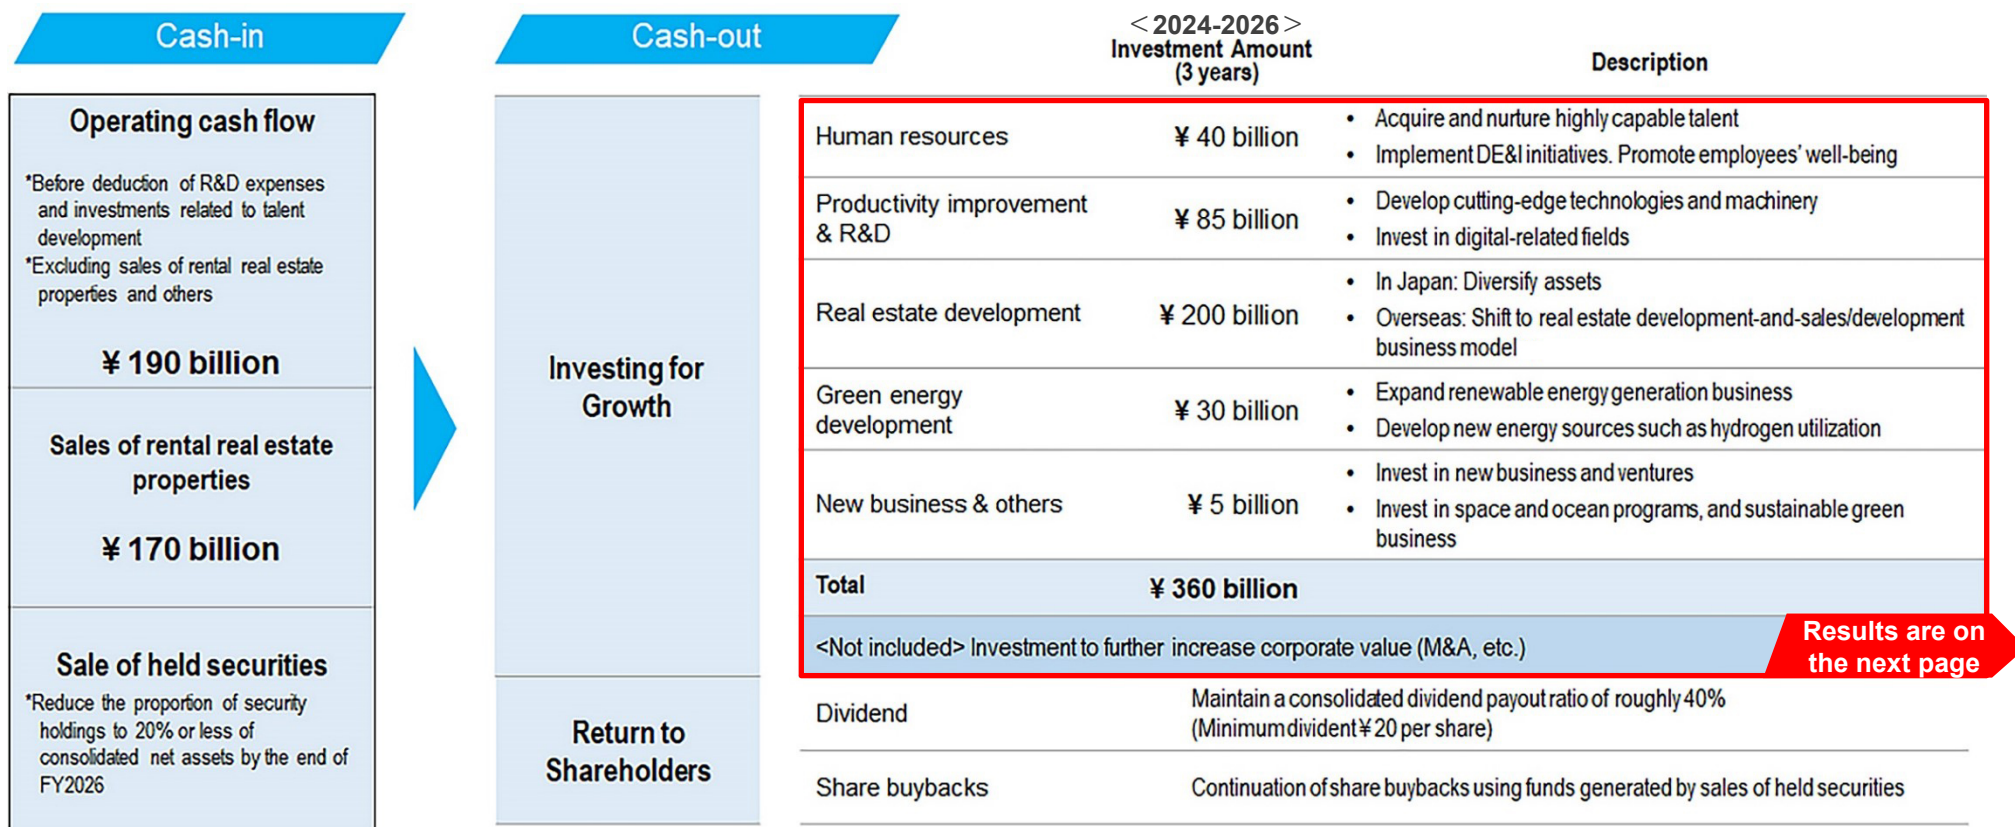 Cash-in
Operating cash flow
*Before deduction of R&D expenses
and investments related to talent
development
*Excluding sales of rental real estate
properties and others
¥ 190 billion
Sales of rental real estate
properties
¥ 170 billion
Sale of held securities
*Reduce the proportion of security
holdings to 20% or less of
consolidated net assets by the end of
FY2026
Cash-out
<2024-2026>
Investment Amount
(3 years)
Description
Investing for
Growth
Human resources
¥ 40 billion
• Acquire and nurture highly capable talent
• Implement DE&I initiatives. Promote employees' well-being
Productivity improvement
& R&D
¥ 85 billion
• Develop cutting-edge technologies and machinery
• Invest in digital-related fields
Real estate development
¥ 200 billion
• In Japan: Diversify assets
• Overseas: Shift to real estate development-and-sales/development
business model
Green energy
development
¥ 30 billion
• Expand renewable energy generation business
• Develop new energy sources such as hydrogen utilization
New business & others
¥ 5 billion
• Invest in new business and ventures
• Invest in space and ocean programs, and sustainable green
business
Total
¥ 360 billion
<Not included> Investment to further increase corporate value (M&A, etc.)
Results are on
the next page
Return to
Shareholders
Dividend
Maintain a consolidated dividend payout ratio of roughly 40%
(Minimum divident ¥ 20 per share)
Share buybacks
Continuation of share buybacks using funds generated by sales of held securities